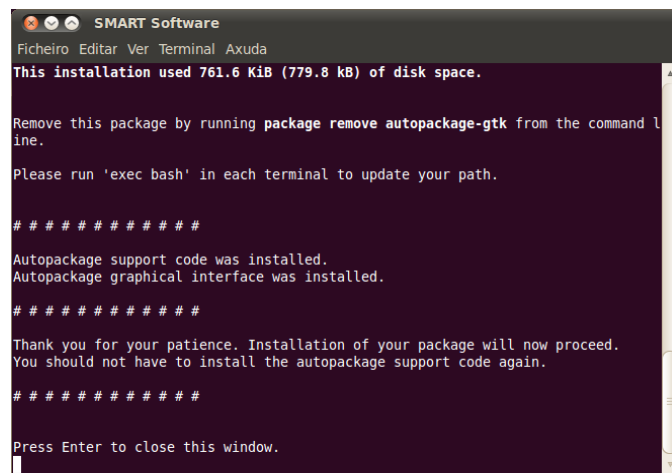 SMART Software
Ficheiro Editar Ver Terminal Axuda
This installation used 761.6 KiB (779.8 kB) of disk space.
Remove this package by running package remove autopackage-gtk from the command l
ine.
Please run 'exec bash' in each terminal to update your path.
# # # # # # # # # # # #
Autopackage support code was installed.
Autopackage graphical interface was installed.
# # # # # # # # # # # #
Thank you for your patience. Installation of your package will now proceed.
You should not have to install the autopackage support code again.
# # # # # # # # # # # #
Press Enter to close this window.